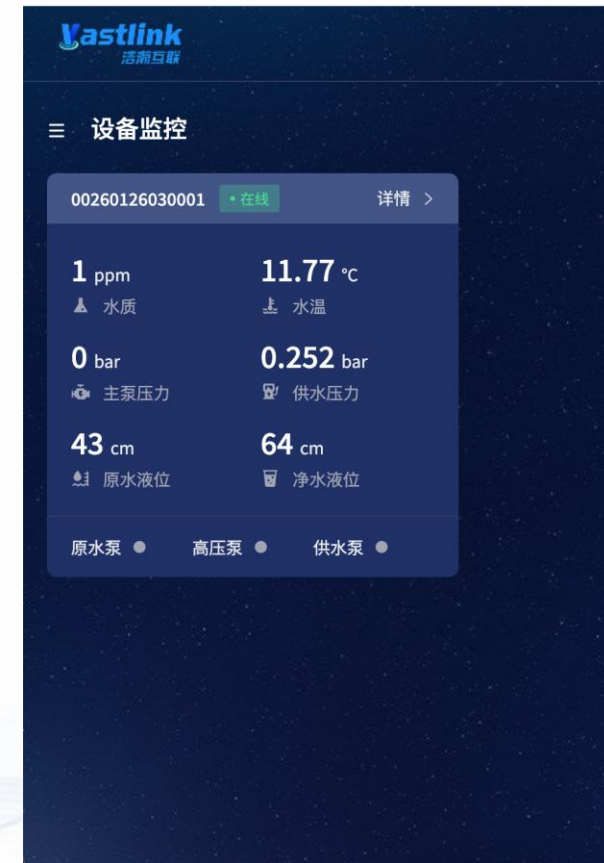 Vastlink
浩瀚互联
设备监控
00260126030001 在线 详情 >
1 ppm 11.77 ℃
水质 水温
0 bar 0.252 bar
主泵压力 供水压力
43 cm 64 cm
原水液位 净水液位
原水泵 高压泵 供水泵